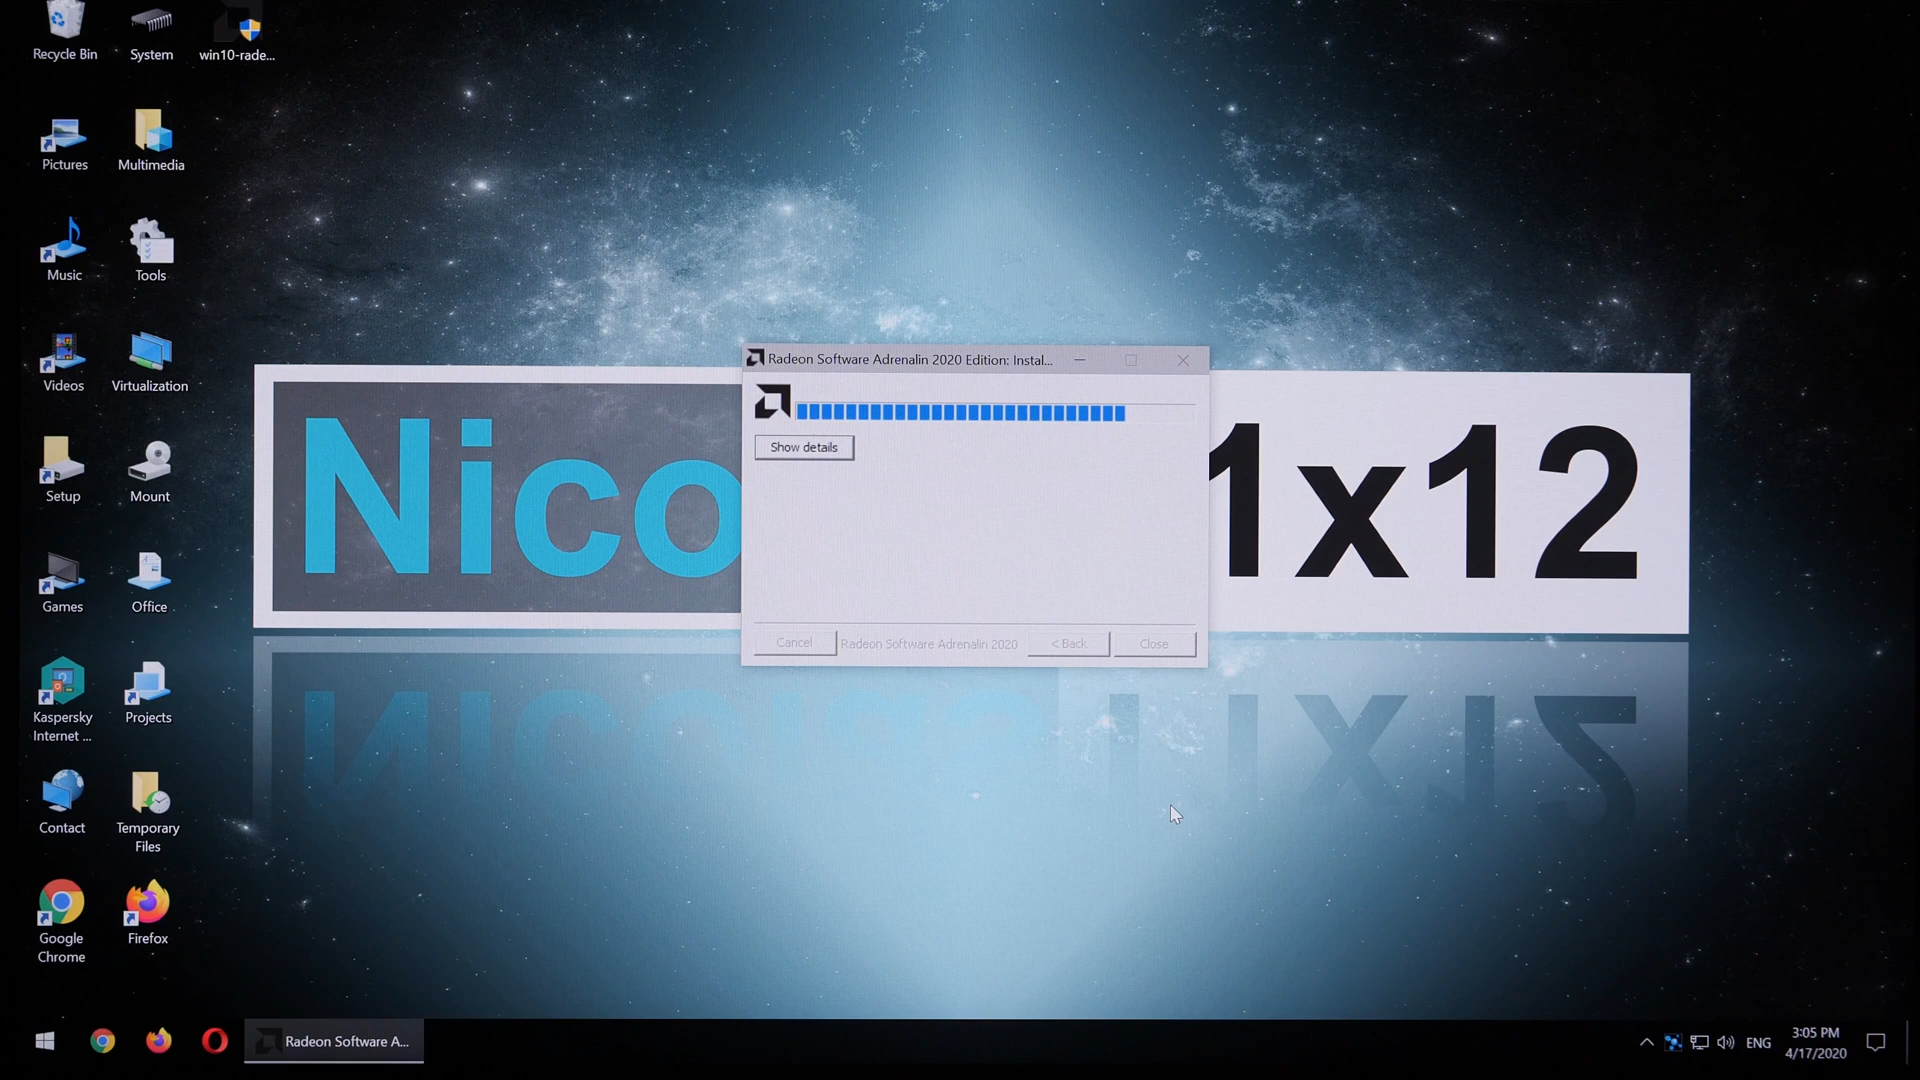 Recycle Bin
System
win10-rade...
Pictures
Multimedia
Music
Tools
Videos
Virtualization
Setup
Mount
Games
Office
Kaspersky
Internet ...
Projects
Contact
Temporary
Files
Google
Chrome
Firefox
Nico
1x12
Radeon Software Adrenalin 2020 Edition: Instal...
Show details
Cancel
Radeon Software Adrenalin 2020
< Back
Close
Radeon Software A...
ENG
3:05 PM
4/17/2020